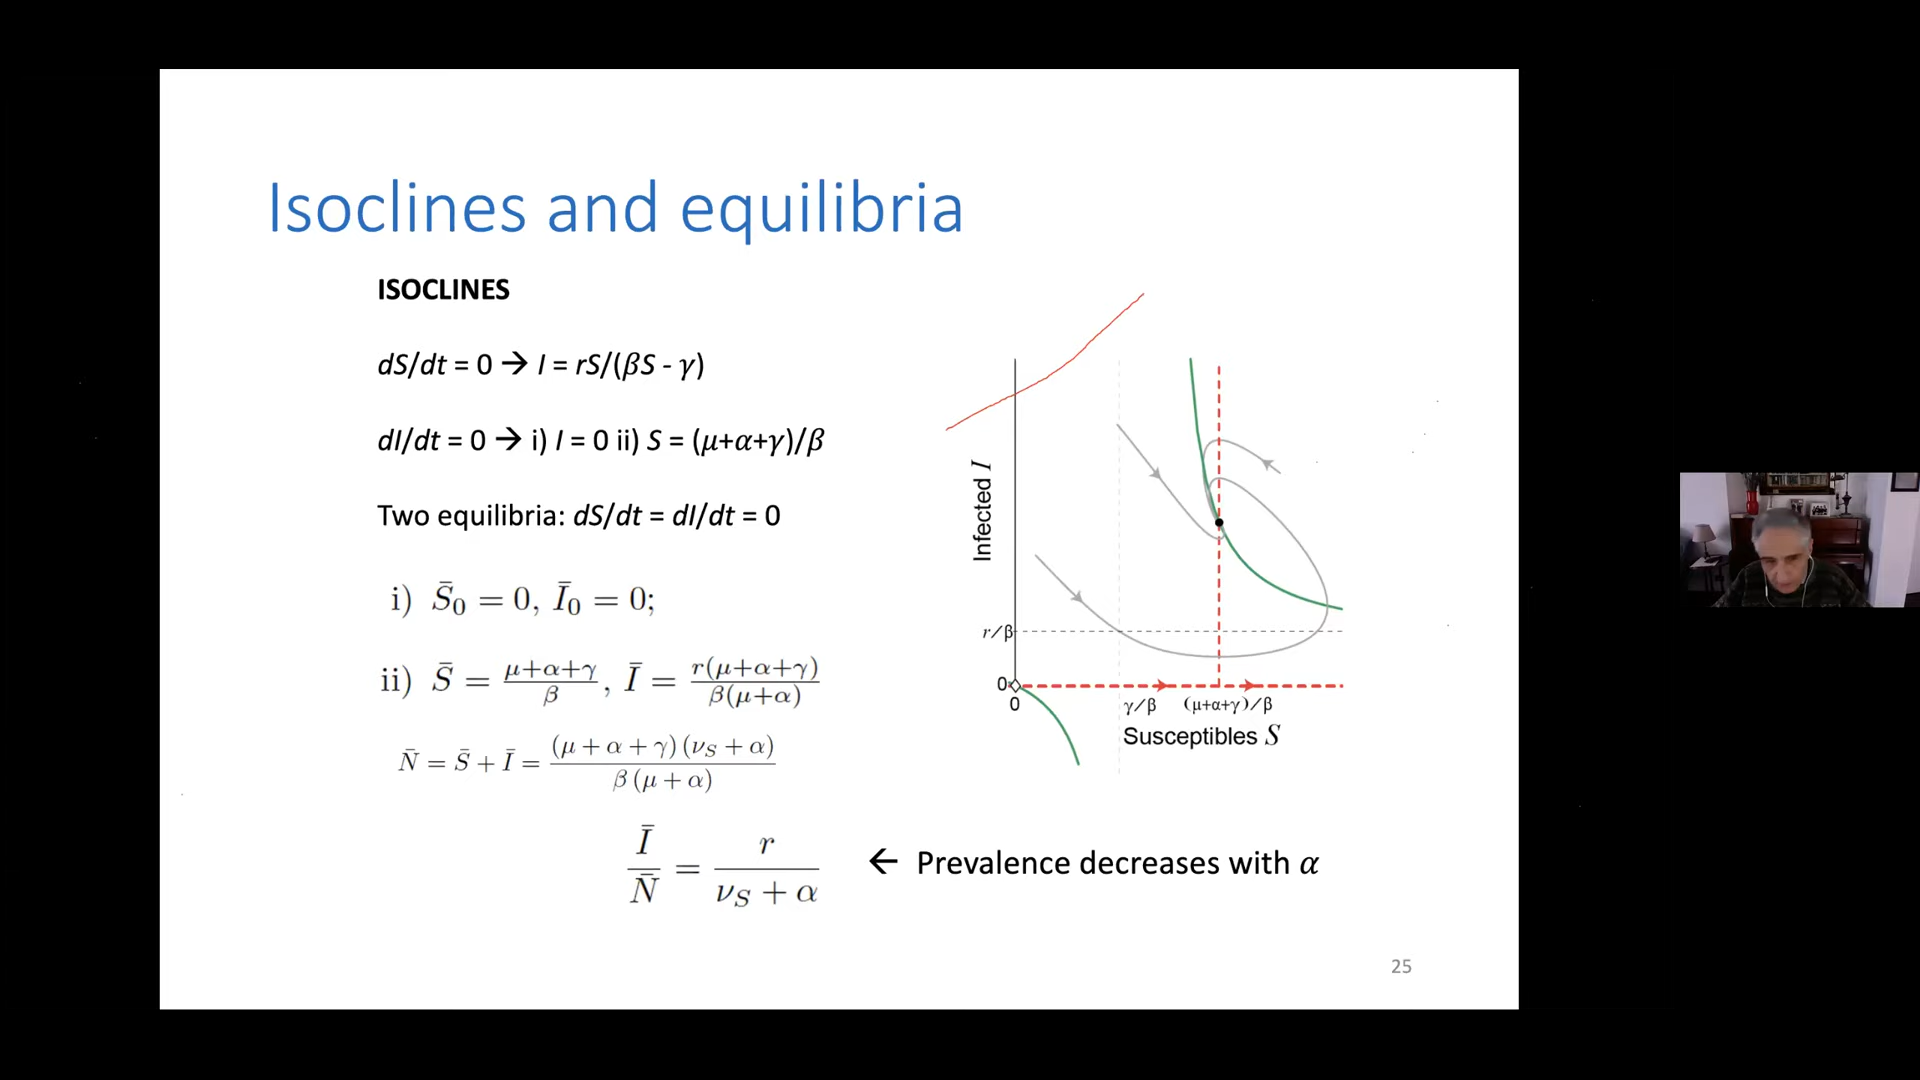 Isoclines and equilibria
ISOCLINES
dS/dt = 0 → I = rS/(βS - γ)
dI/dt = 0 → i) I = 0 ii) S = (μ+α+γ)/β
Two equilibria: dS/dt = dI/dt = 0
i) S̄₀ = 0, Ī₀ = 0;
ii) S̄ = (μ+α+γ)/β, Ī = r(μ+α+γ)/β(μ+α)
N̄ = S̄ + Ī = (μ + α + γ)(ν_S + α)/β(μ + α)
Ī/N̄ = r/(ν_S + α)
← Prevalence decreases with α
Infected I
r/β
0
0
γ/β
(μ+α+γ)/β
Susceptibles S
25